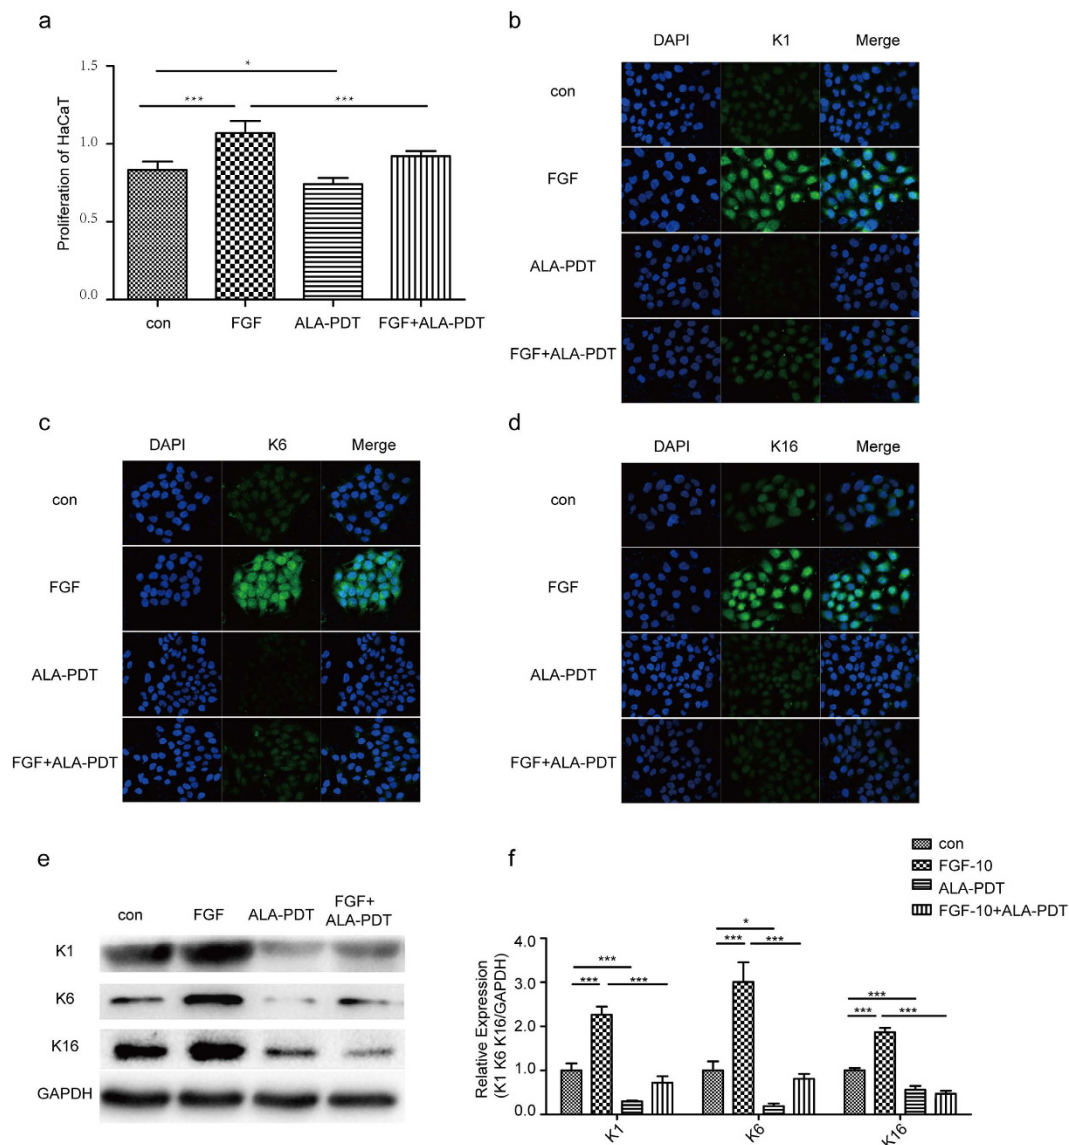 a
Proliferation of HaCaT
1.5
1.0
0.5
0.0
*
***
***
con FGF ALA-PDT FGF+ALA-PDT
b
DAPI K1 Merge
con
FGF
ALA-PDT
FGF+ALA-PDT
c
DAPI K6 Merge
con
FGF
ALA-PDT
FGF+ALA-PDT
d
DAPI K16 Merge
con
FGF
ALA-PDT
FGF+ALA-PDT
e
con FGF ALA-PDT FGF+
ALA-PDT
K1
K6
K16
GAPDH
f
con
FGF-10
ALA-PDT
FGF-10+ALA-PDT
Relative Expression
(K1 K6 K16/GAPDH)
4.0
3.0
2.0
1.0
0.0
***
***
***
*
***
***
***
***
***
K1 K6 K16